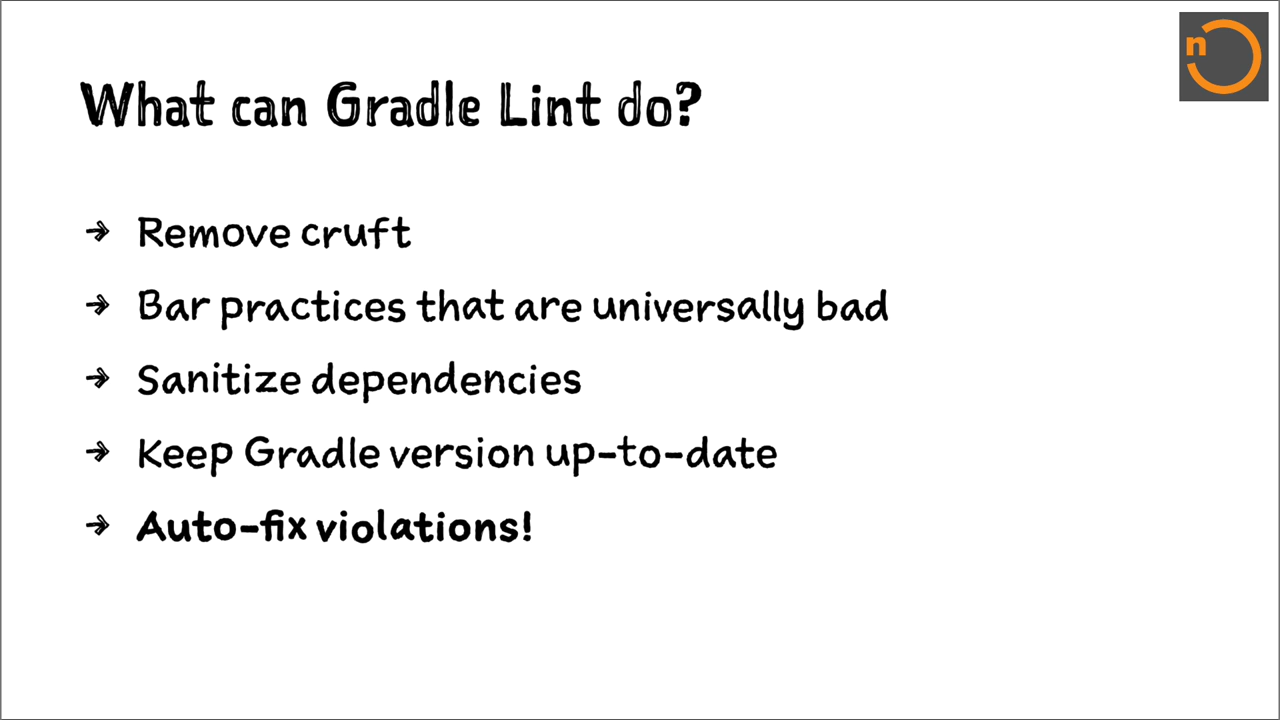 n
What can Gradle Lint do?
→ Remove cruft
→ Bar practices that are universally bad
→ Sanitize dependencies
→ Keep Gradle version up-to-date
→ Auto-fix violations!